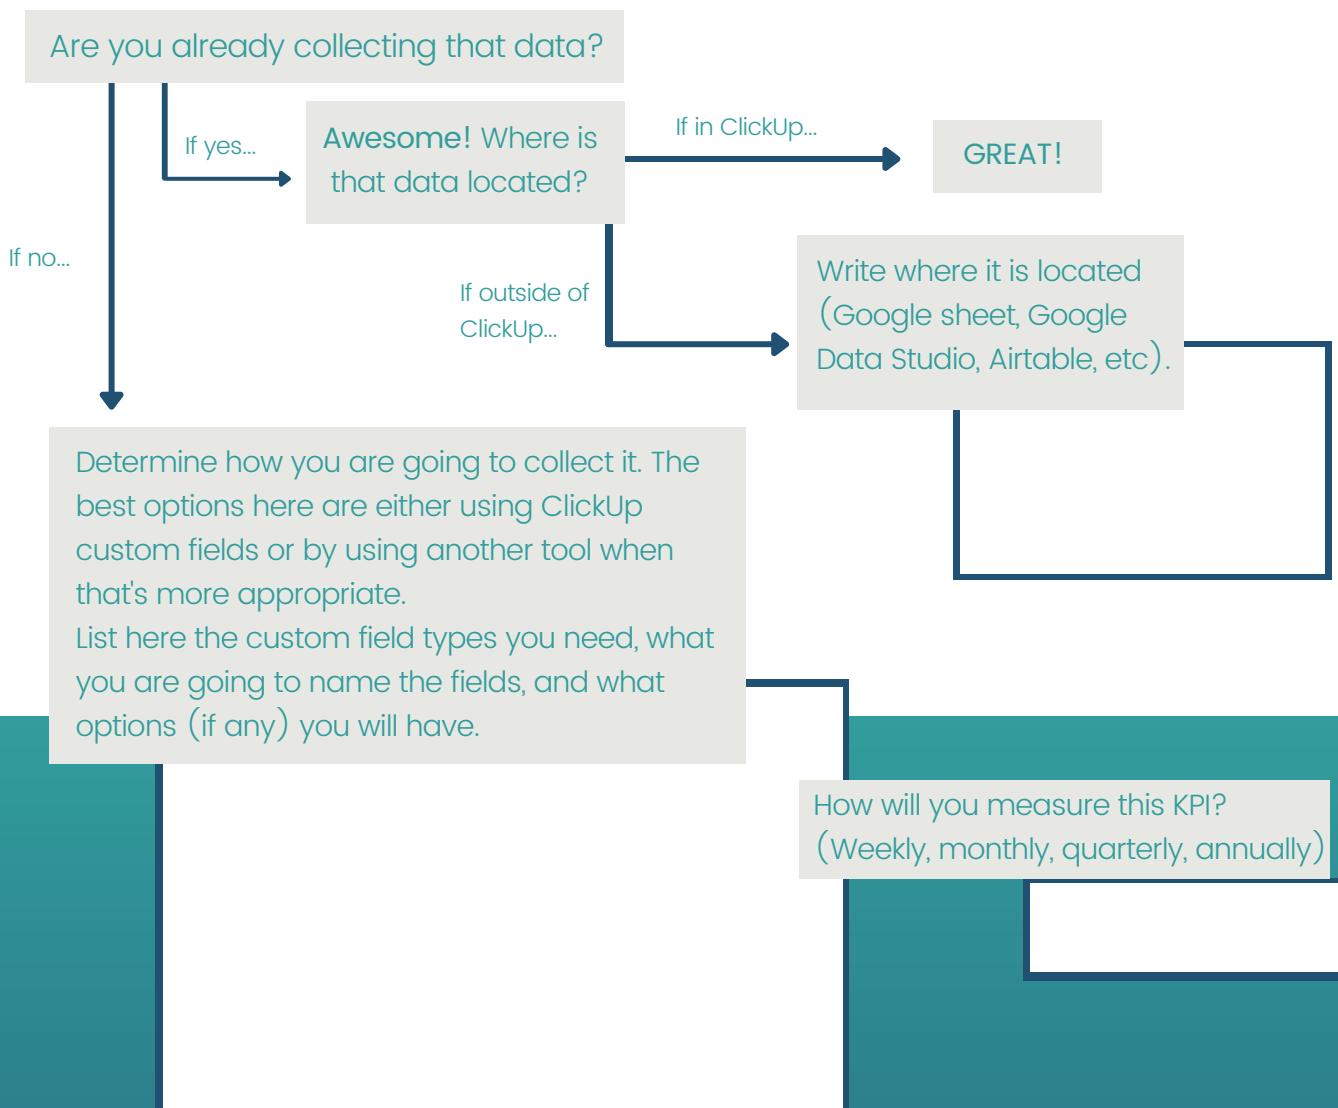 Are you already collecting that data?
If yes...
Awesome! Where is
that data located?
If in ClickUp...
GREAT!
If no...
If outside of
ClickUp...
Write where it is located
(Google sheet, Google
Data Studio, Airtable, etc).
Determine how you are going to collect it. The
best options here are either using ClickUp
custom fields or by using another tool when
that's more appropriate.
List here the custom field types you need, what
you are going to name the fields, and what
options (if any) you will have.
How will you measure this KPI?
(Weekly, monthly, quarterly, annually)